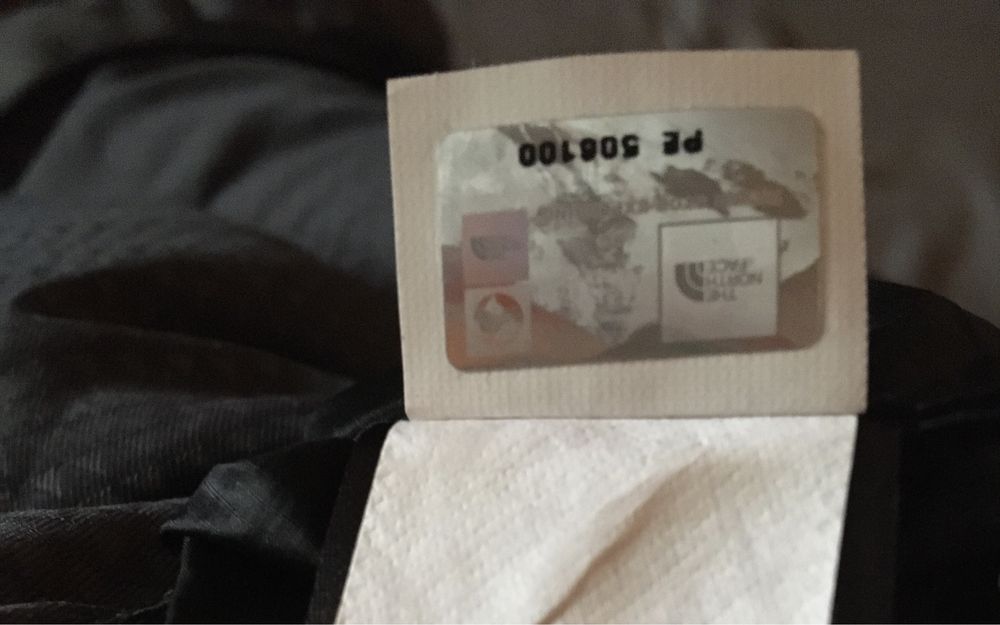 THE
NORTH
FACE
PE 508100